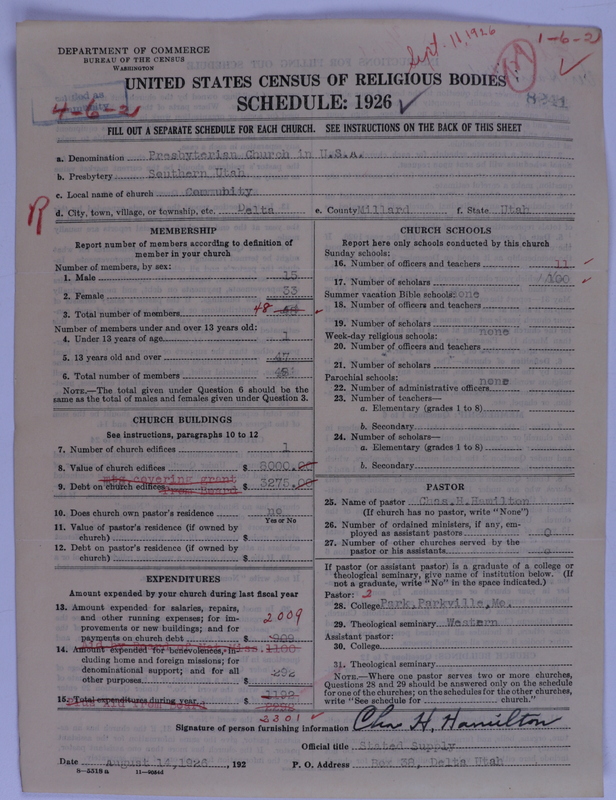 DEPARTMENT OF COMMERCE
BUREAU OF THE CENSUS
WASHINGTON
Sept. 11, 1926
1-6-2
4-6-2
8241
UNITED STATES CENSUS OF RELIGIOUS BODIES
SCHEDULE: 1926
FILL OUT A SEPARATE SCHEDULE FOR EACH CHURCH. SEE INSTRUCTIONS ON THE BACK OF THIS SHEET
a. Denomination Presbyterian Church in U.S.A.
b. Presbytery Southern Utah
c. Local name of church Community
R
d. City, town, village, or township, etc. Delta e. County Millard f. State Utah
MEMBERSHIP
Report number of members according to definition of
member in your church
Number of members, by sex:
1. Male 15
2. Female 33
3. Total number of members 48
Number of members under and over 13 years old:
4. Under 13 years of age 1
5. 13 years old and over 47
6. Total number of members 48
NOTE.—The total given under Question 6 should be the
same as the total of males and females given under Question 3.
CHURCH BUILDINGS
See instructions, paragraphs 10 to 12
7. Number of church edifices 1
8. Value of church edifices $ 8000.00
mtg covering grant
9. Debt on church edifices $ 3275.00
from Board
10. Does church own pastor's residence no
Yes or No
11. Value of pastor's residence (if owned by
church) $
12. Debt on pastor's residence (if owned by
church) $
EXPENDITURES
Amount expended by your church during last fiscal year
13. Amount expended for salaries, repairs,
and other running expenses; for im-
provements or new buildings; and for
payments on church debt $ 909
2009
1100
14. Amount expended for benevolences, in-
cluding home and foreign missions; for
denominational support; and for all
other purposes $ 292
15. Total expenditures during year $
Plus aid from Board
2301
CHURCH SCHOOLS
Report here only schools conducted by this church
Sunday schools:
16. Number of officers and teachers 11
17. Number of scholars 100
Summer vacation Bible schools: none
18. Number of officers and teachers
19. Number of scholars
Week-day religious schools: none
20. Number of officers and teachers
21. Number of scholars
Parochial schools: none
22. Number of administrative officers
23. Number of teachers—
a. Elementary (grades 1 to 8)
b. Secondary
24. Number of scholars—
a. Elementary (grades 1 to 8)
b. Secondary
PASTOR
25. Name of pastor Chas.H.Hamilton
(If church has no pastor, write "None")
26. Number of ordained ministers, if any, em-
ployed as assistant pastors 0
27. Number of other churches served by the
pastor or his assistants 0
If pastor (or assistant pastor) is a graduate of a college or
theological seminary, give name of institution below. (If
not a graduate, write "No" in the space indicated.)
Pastor: 2
28. College Park, Parkville, Mo.
29. Theological seminary Western
Assistant pastor:
30. College
31. Theological seminary
NOTE.—Where one pastor serves two or more churches,
Questions 28 and 29 should be answered only on the schedule
for one of the churches; on the schedules for the other churches,
write "See schedule for church."
Signature of person furnishing information Chas H. Hamilton
Official title Stated Supply
Date August 14, 1926, 192 P. O. Address Box 38, Delta Utah
8-5518a